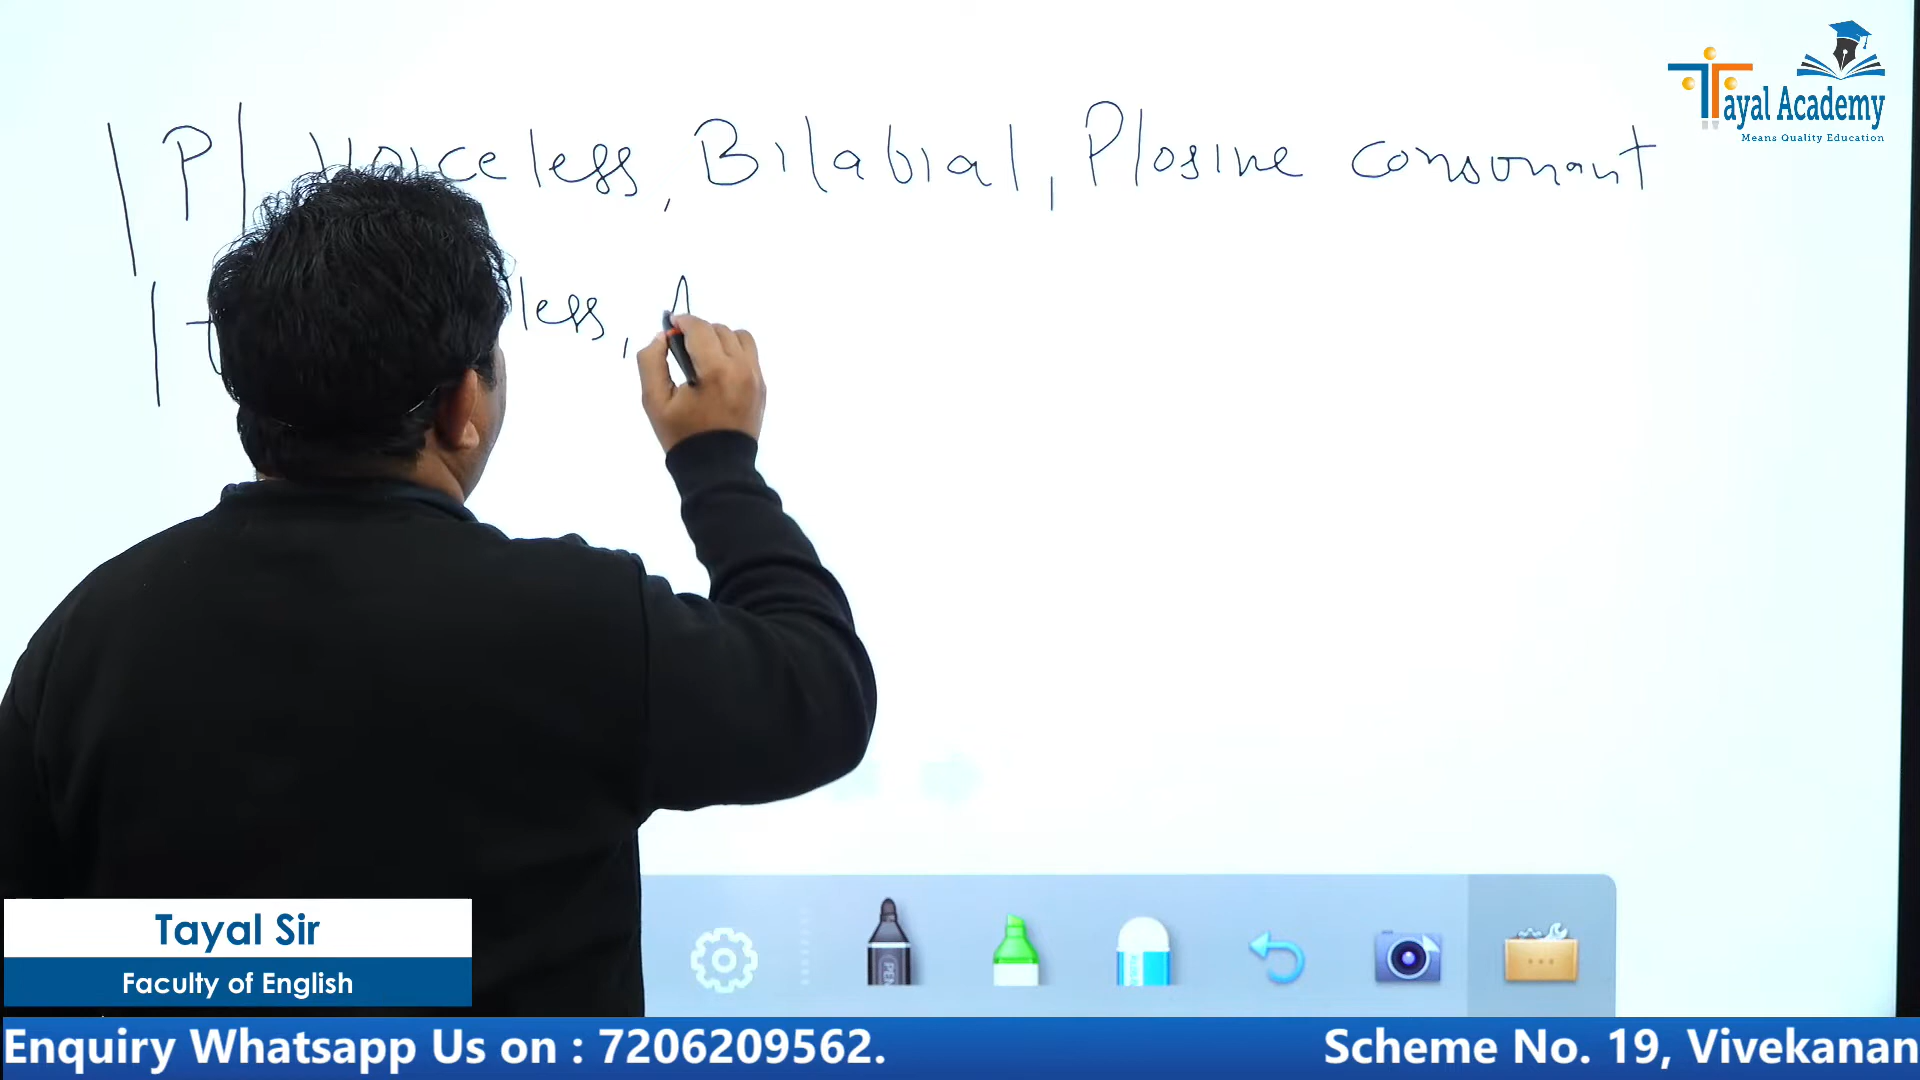 Tayal Academy
Means Quality Education
|P| voiceless, Bilabial, Plosive consonant
|t less, A
PEN
Tayal Sir
Faculty of English
Enquiry Whatsapp Us on : 7206209562.
Scheme No. 19, Vivekanan